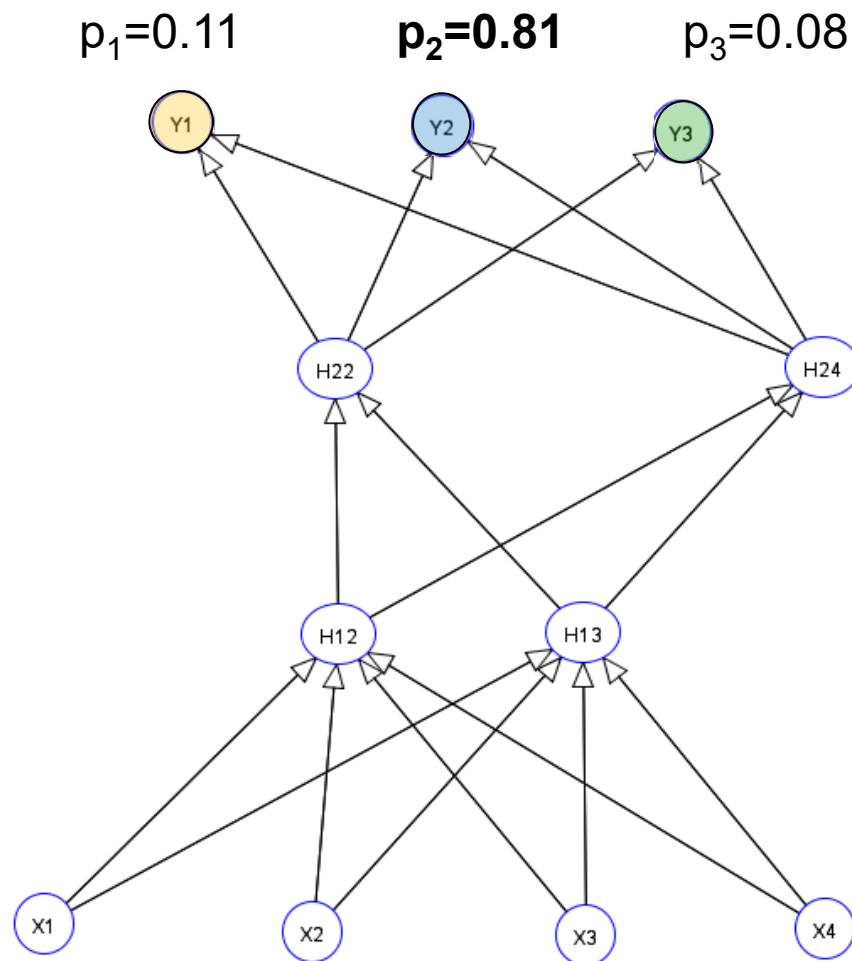 p₁=0.11 p₂=0.81 p₃=0.08
Y1 Y2 Y3
H22 H24
H12 H13
X1 X2 X3 X4